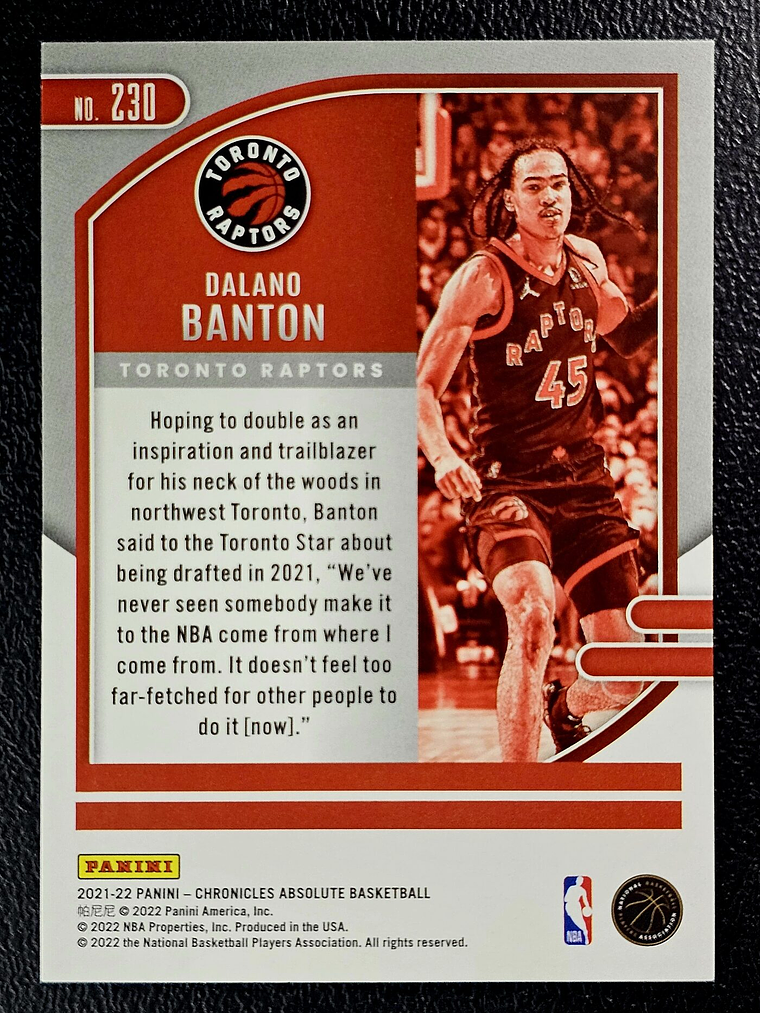 NO. 230
TORONTO
RAPTORS
DALANO
BANTON
TORONTO RAPTORS
Hoping to double as an
inspiration and trailblazer
for his neck of the woods in
northwest Toronto, Banton
said to the Toronto Star about
being drafted in 2021, “We’ve
never seen somebody make it
to the NBA come from where I
come from. It doesn’t feel too
far-fetched for other people to
do it [now].”
RAPTORS
45
PANINI
2021-22 PANINI – CHRONICLES ABSOLUTE BASKETBALL
帕尼尼 © 2022 Panini America, Inc.
© 2022 NBA Properties, Inc. Produced in the USA.
© 2022 the National Basketball Players Association. All rights reserved.
NBA
NATIONAL BASKETBALL
PLAYERS ASSOCIATION